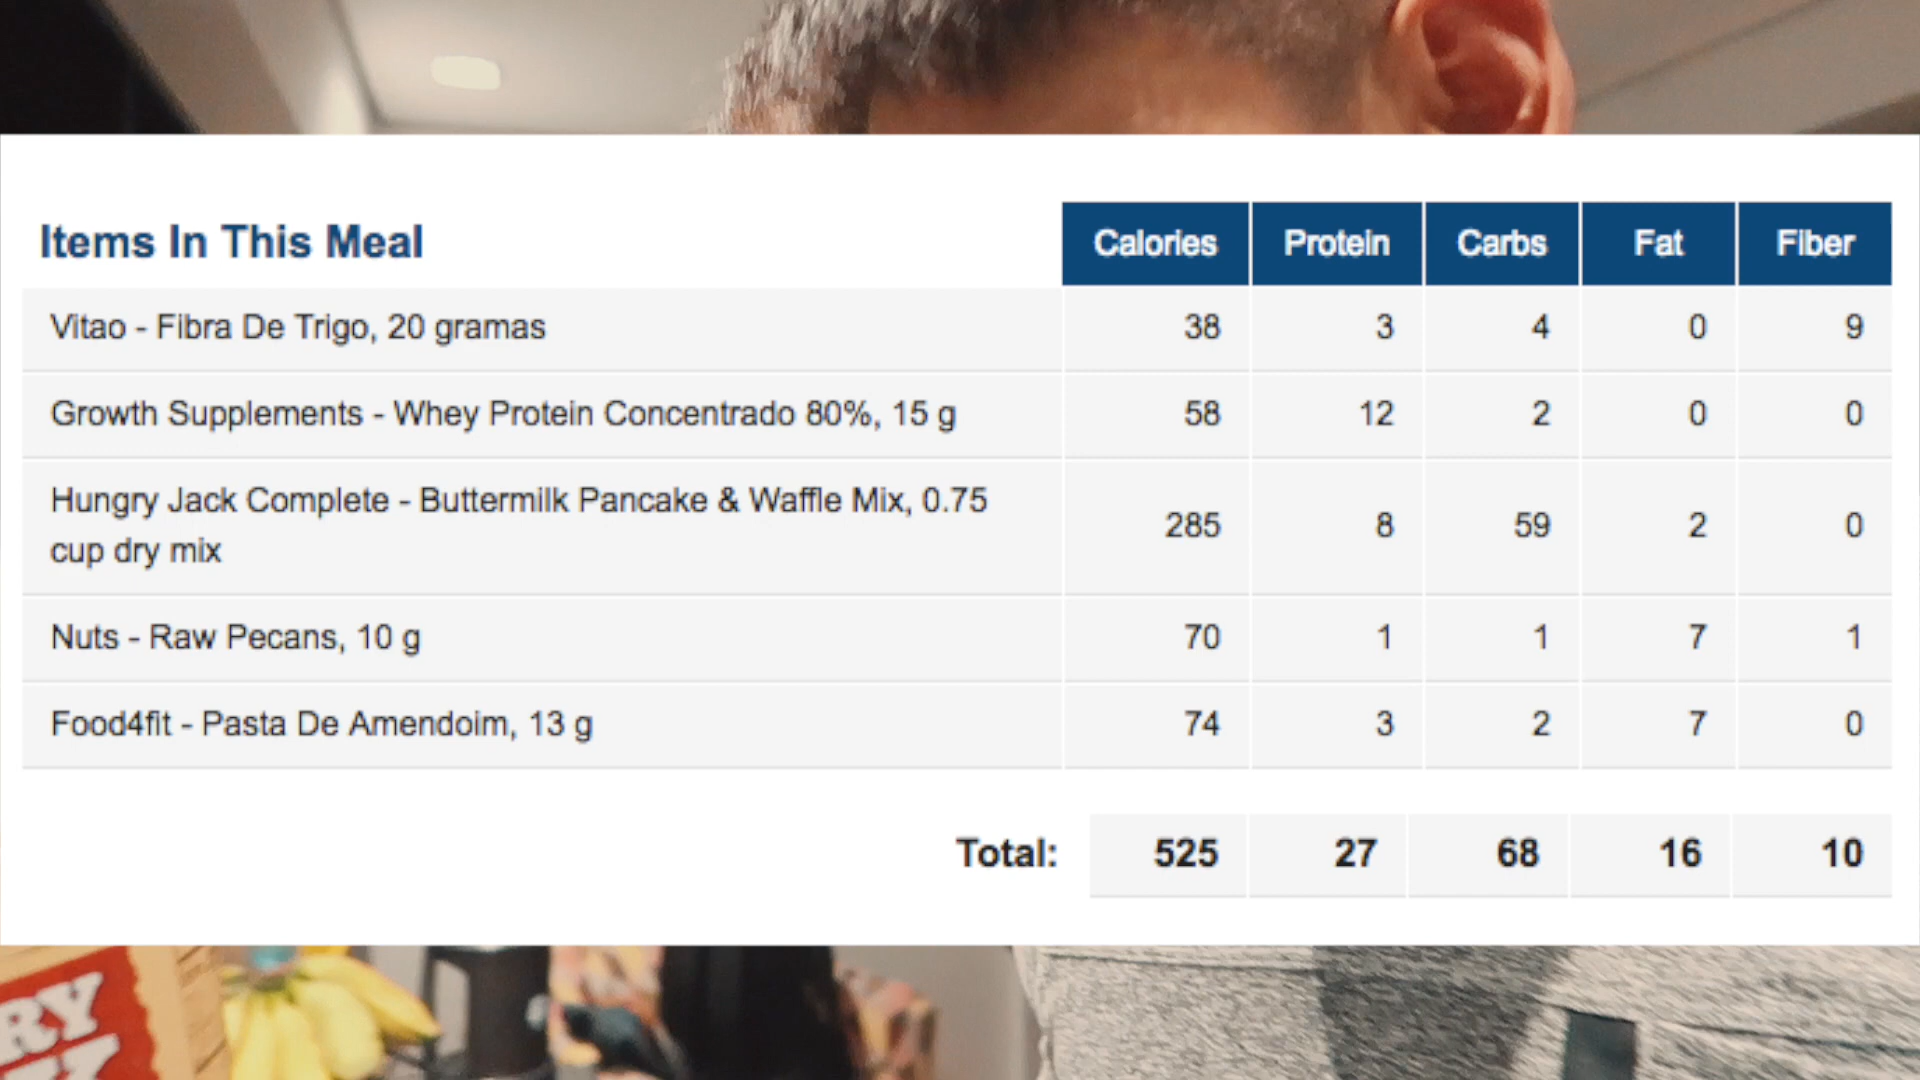 Items In This Meal Calories Protein Carbs Fat Fiber
Vitao - Fibra De Trigo, 20 gramas 38 3 4 0 9
Growth Supplements - Whey Protein Concentrado 80%, 15 g 58 12 2 0 0
Hungry Jack Complete - Buttermilk Pancake & Waffle Mix, 0.75
cup dry mix 285 8 59 2 0
Nuts - Raw Pecans, 10 g 70 1 1 7 1
Food4fit - Pasta De Amendoim, 13 g 74 3 2 7 0
Total: 525 27 68 16 10
RY